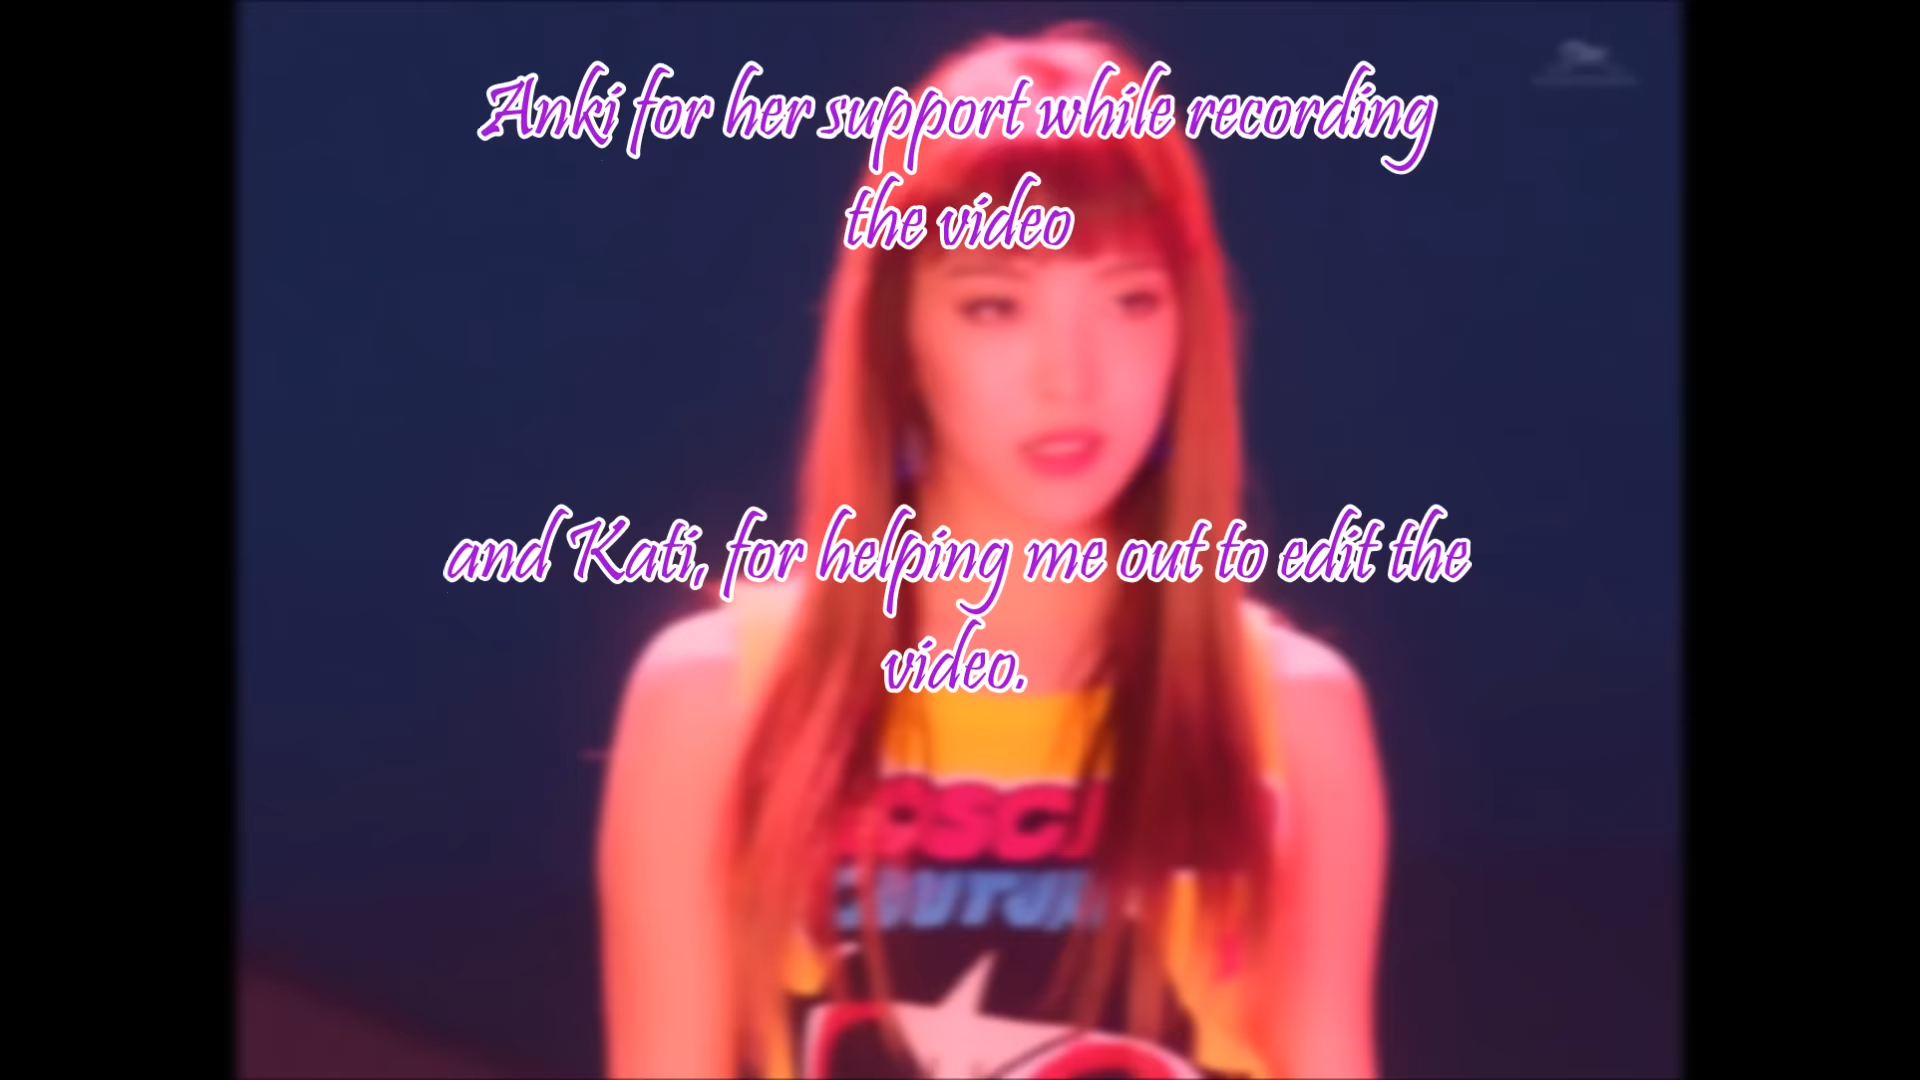 Anki for her support while recording
the video
and Kati, for helping me out to edit the
video.